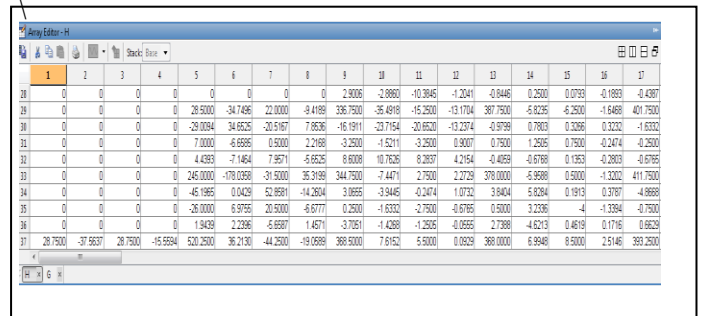 Array Editor - H
Stack: Base
1 2 3 4 5 6 7 8 9 10 11 12 13 14 15 16 17
28 0 0 0 0 0 0 0 0 2.9006 -2.8860 -10.3845 -1.2041 -0.8446 0.2500 0.0793 -0.1893 -0.4387
29 0 0 0 0 28.5000 -34.7496 22.0000 -9.4189 336.7500 -35.4918 -15.2500 -13.1704 387.7500 -5.8235 -6.2500 -1.6468 401.7500
30 0 0 0 0 -29.0094 34.6525 -20.5167 7.8536 -16.1911 -23.7154 -20.6520 -13.2374 -0.9799 0.7803 0.3266 0.3232 -1.6332
31 0 0 0 0 7.0000 -6.6585 0.5000 2.2168 -3.2500 -1.5211 -3.2500 0.9007 0.7500 1.2505 0.7500 -0.2474 -0.2500
32 0 0 0 0 4.4393 -7.1464 7.9571 -5.6525 8.6008 10.7626 8.2837 4.2154 -0.4059 -0.6768 0.1353 -0.2803 -0.6765
33 0 0 0 0 245.0000 -178.0358 -31.5000 35.3199 344.7500 -7.4471 2.7500 2.2729 378.0000 -5.9588 0.5000 -1.3202 411.7500
34 0 0 0 0 -45.1965 0.0429 52.8581 -14.2604 3.0655 -3.9445 -0.2474 1.0732 3.8404 5.8284 0.1913 0.3787 -4.8668
35 0 0 0 0 -26.0000 6.9755 20.5000 -6.6777 0.2500 -1.6332 -2.7500 -0.6765 0.5000 3.2336 -4 -1.3394 -0.7500
36 0 0 0 0 1.9439 2.2396 -5.6587 1.4571 -3.7051 -1.4268 -1.2505 -0.0555 2.7388 -4.6213 0.4619 0.1716 0.6629
37 28.7500 -37.5637 28.7500 -15.5594 520.2500 36.2130 -44.2500 -19.0589 368.5000 7.6152 5.5000 0.0929 368.0000 6.9948 8.5000 2.5146 393.2500
H × G ×